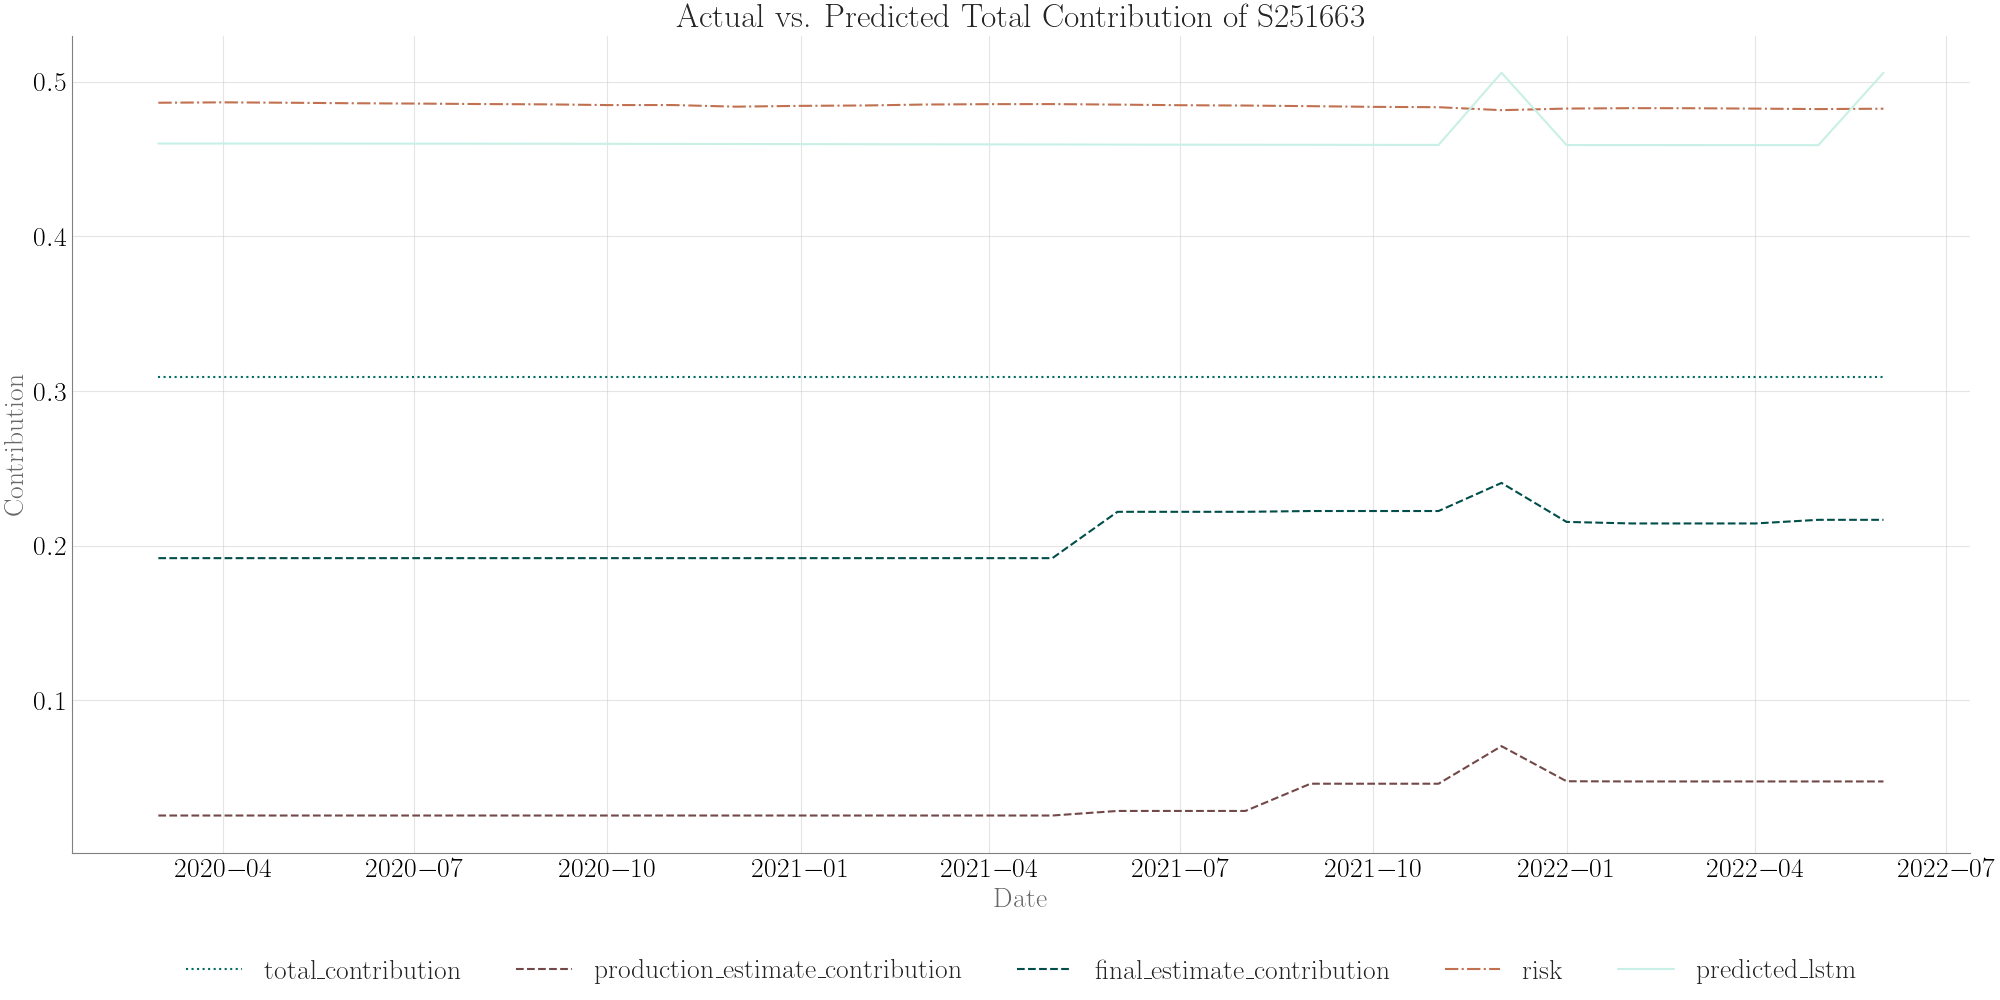 Actual vs. Predicted Total Contribution of S251663
Contribution
0.5
0.4
0.3
0.2
0.1
2020−04 2020−07 2020−10 2021−01 2021−04 2021−07 2021−10 2022−01 2022−04 2022−07
Date
total_contribution production_estimate_contribution final_estimate_contribution risk predicted_lstm